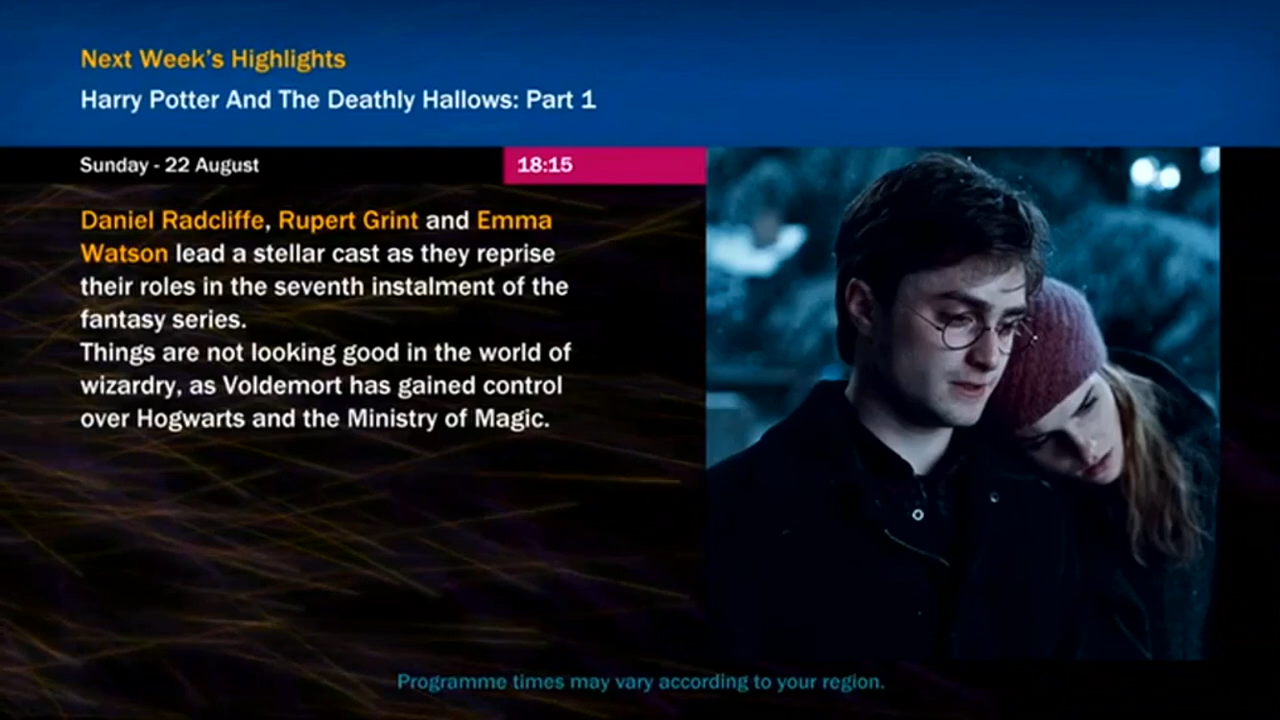 Next Week's Highlights
Harry Potter And The Deathly Hallows: Part 1
Sunday - 22 August
18:15
Daniel Radcliffe, Rupert Grint and Emma
Watson lead a stellar cast as they reprise
their roles in the seventh instalment of the
fantasy series.
Things are not looking good in the world of
wizardry, as Voldemort has gained control
over Hogwarts and the Ministry of Magic.
Programme times may vary according to your region.